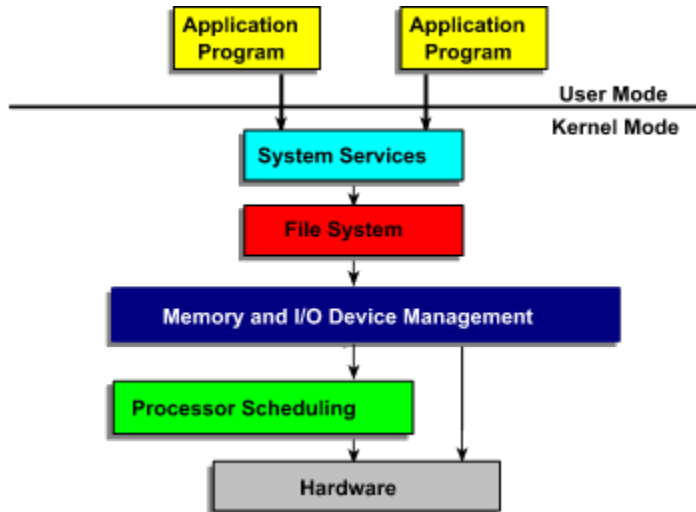 Application
Program
Application
Program
User Mode
Kernel Mode
System Services
File System
Memory and I/O Device Management
Processor Scheduling
Hardware